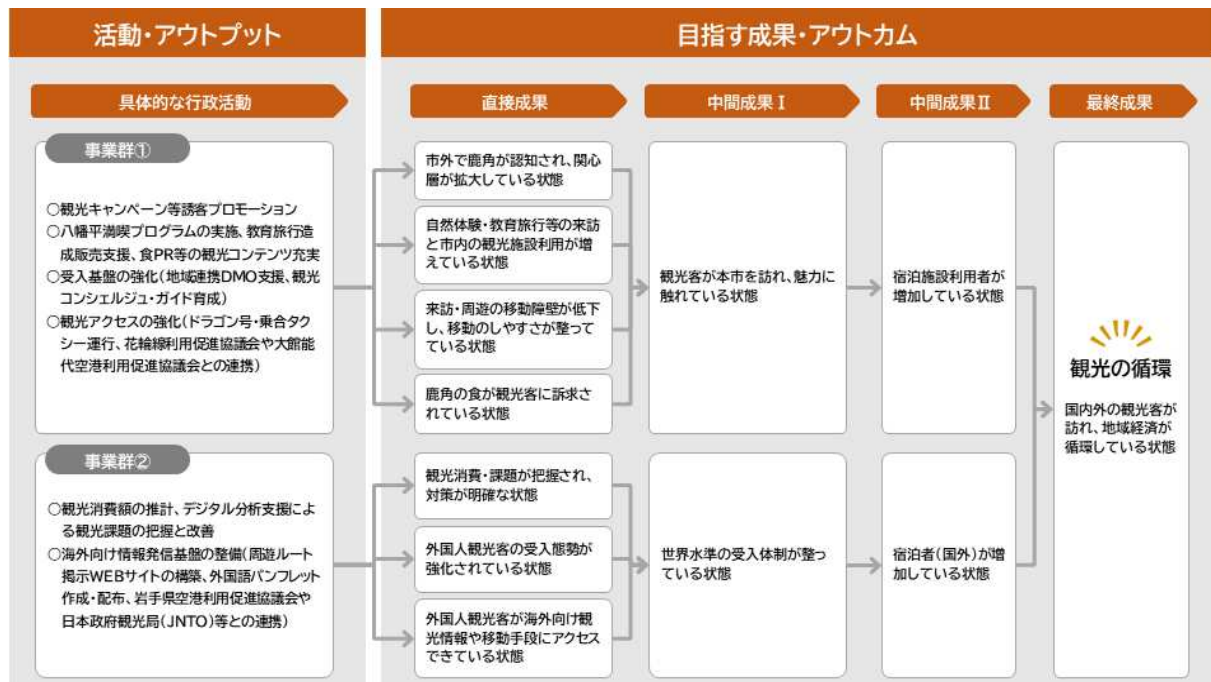 活動・アウトプット
目指す成果・アウトカム
具体的な行政活動
直接成果
中間成果Ⅰ
中間成果Ⅱ
最終成果
事業群①
○観光キャンペーン等誘客プロモーション
○八幡平満喫プログラムの実施、教育旅行造
成販売支援、食PR等の観光コンテンツ充実
○受入基盤の強化(地域連携DMO支援、観光
コンシェルジュ・ガイド育成)
○観光アクセスの強化(ドラゴン号・乗合タク
シー運行、花輪線利用促進協議会や大館能
代空港利用促進協議会との連携)
市外で鹿角が認知され、関心
層が拡大している状態
自然体験・教育旅行等の来訪
と市内の観光施設利用が増
えている状態
来訪・周遊の移動障壁が低下
し、移動のしやすさが整って
ている状態
鹿角の食が観光客に訴求さ
れている状態
観光客が本市を訪れ、魅力に
触れている状態
宿泊施設利用者が
増加している状態
事業群②
○観光消費額の推計、デジタル分析支援によ
る観光課題の把握と改善
○海外向け情報発信基盤の整備(周遊ルート
掲示WEBサイトの構築、外国語パンフレット
作成・配布、岩手県空港利用促進協議会や
日本政府観光局(JNTO)等との連携)
観光消費・課題が把握され、
対策が明確な状態
外国人観光客の受入態勢が
強化されている状態
外国人観光客が海外向け観
光情報や移動手段にアクセス
できている状態
世界水準の受入体制が整っ
ている状態
宿泊者(国外)が増
加している状態
観光の循環
国内外の観光客が
訪れ、地域経済が
循環している状態